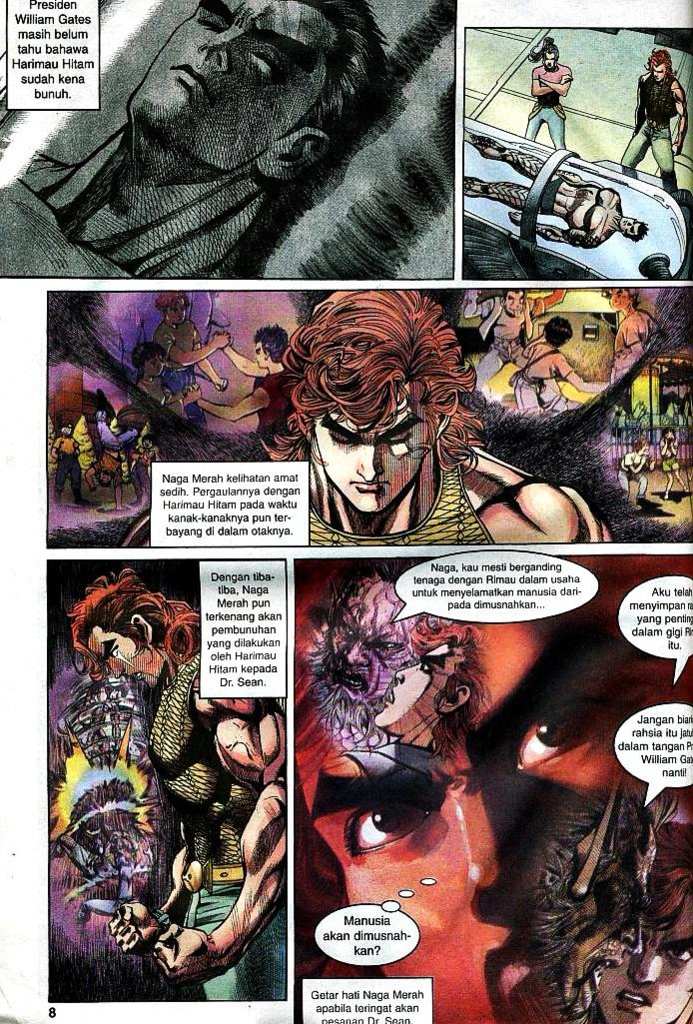 Presiden
William Gates
masih belum
tahu bahawa
Harimau Hitam
sudah kena
bunuh.
Naga Merah kelihatan amat
sedih. Pergaulannya dengan
Harimau Hitam pada waktu
kanak-kanaknya pun ter-
bayang di dalam otaknya.
Dengan tiba-
tiba, Naga
Merah pun
terkenang akan
pembunuhan
yang dilakukan
oleh Harimau
Hitam kepada
Dr. Sean.
Naga, kau mesti berganding
tenaga dengan Rimau dalam usaha
untuk menyelamatkan manusia dari-
pada dimusnahkan...
Aku telah
menyimpan
yang penting
dalam gigi
itu.
Jangan
rahsia itu
dalam tangan
William
nanti!
Manusia
akan dimusnah-
kan?
Getar hati Naga Merah
apabila teringat akan
pesanan Dr. Sean.
8